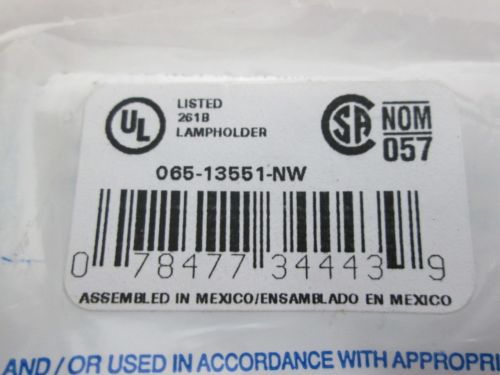 UL
LISTED
261B
LAMPHOLDER
SA
NOM
057
065-13551-NW
0 78477 34443 9
ASSEMBLED IN MEXICO/ENSAMBLADO EN MEXICO
AND/OR USED IN ACCORDANCE WITH APPROPRI